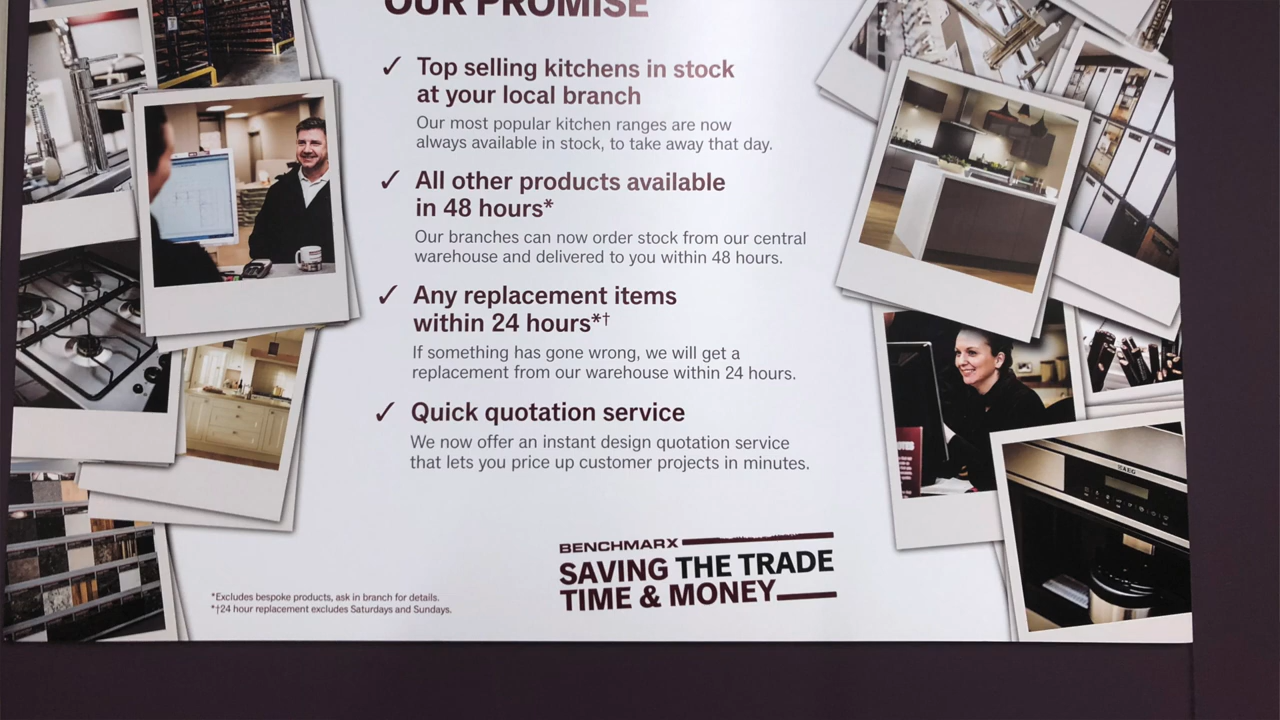 OUR PROMISE
✓ Top selling kitchens in stock
at your local branch
Our most popular kitchen ranges are now
always available in stock, to take away that day.
✓ All other products available
in 48 hours*
Our branches can now order stock from our central
warehouse and delivered to you within 48 hours.
✓ Any replacement items
within 24 hours*†
If something has gone wrong, we will get a
replacement from our warehouse within 24 hours.
✓ Quick quotation service
We now offer an instant design quotation service
that lets you price up customer projects in minutes.
BENCHMARX
SAVING THE TRADE
TIME & MONEY
*Excludes bespoke products, ask in branch for details.
*†24 hour replacement excludes Saturdays and Sundays.
AEG